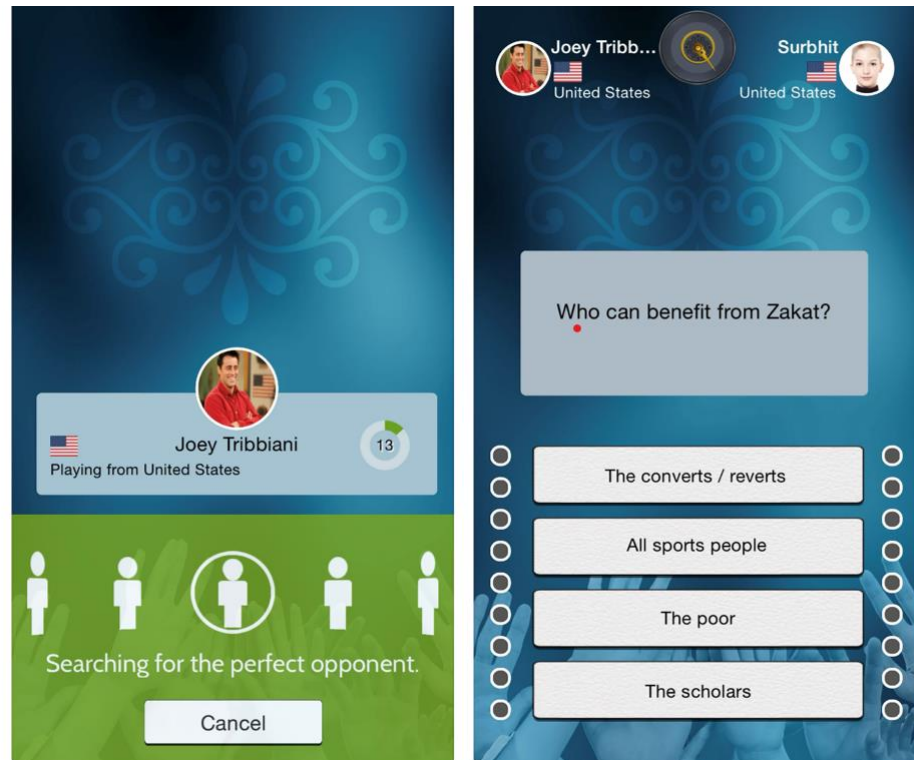 Joey Tribbiani
13
Playing from United States
Searching for the perfect opponent.
Cancel
Joey Tribb...
United States
Surbhit
United States
Who can benefit from Zakat?
The converts / reverts
All sports people
The poor
The scholars